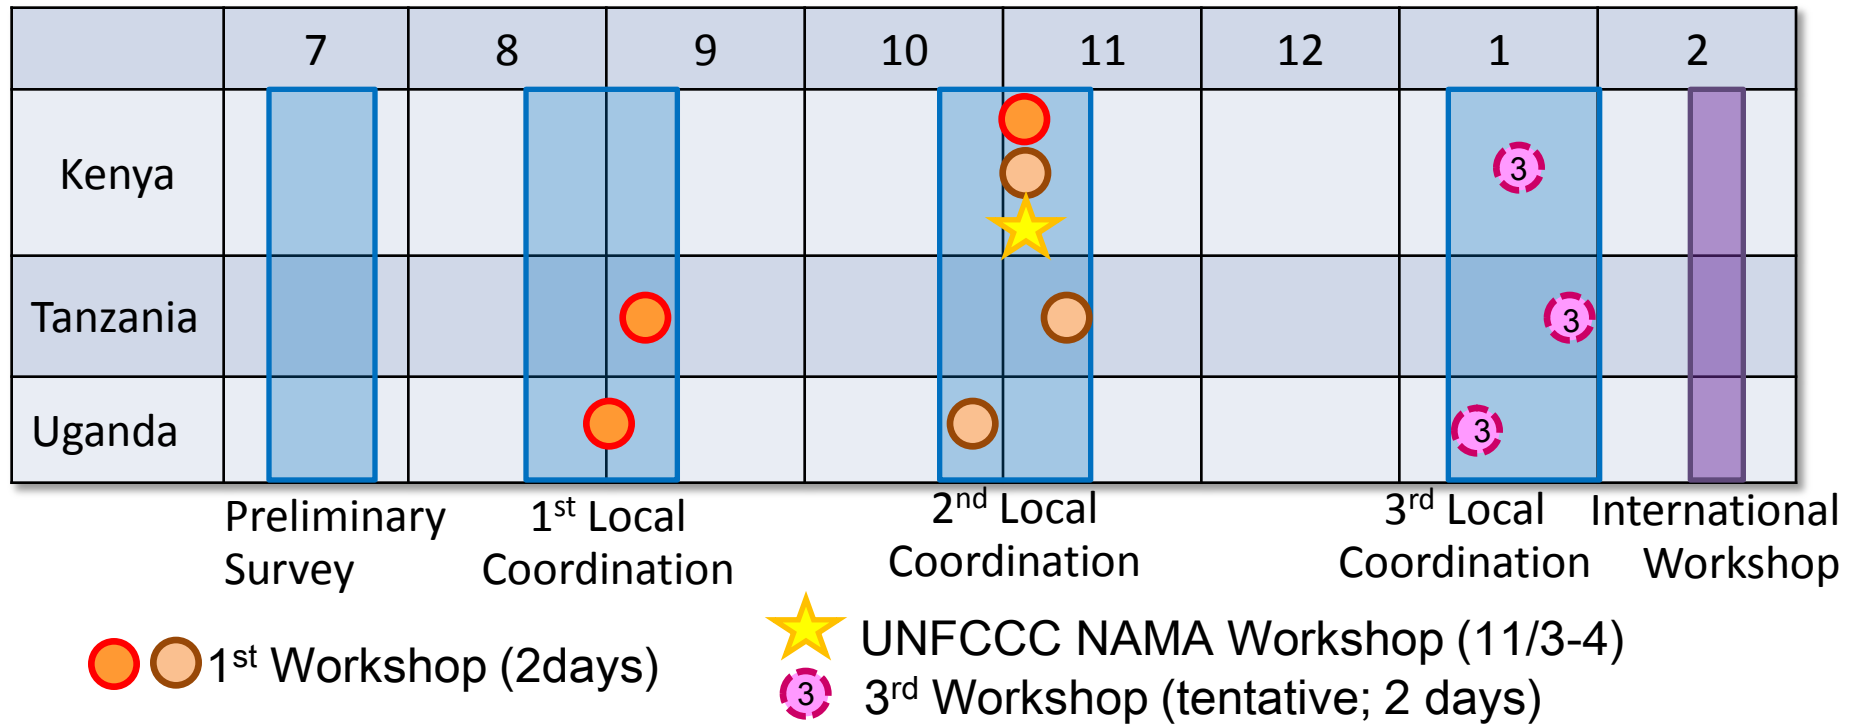 7 8 9 10 11 12 1 2
Kenya 3
Tanzania 3
Uganda 3
Preliminary Survey
1st Local Coordination
2nd Local Coordination
3rd Local Coordination
International Workshop
1st Workshop (2days)
UNFCCC NAMA Workshop (11/3-4)
3 3rd Workshop (tentative; 2 days)